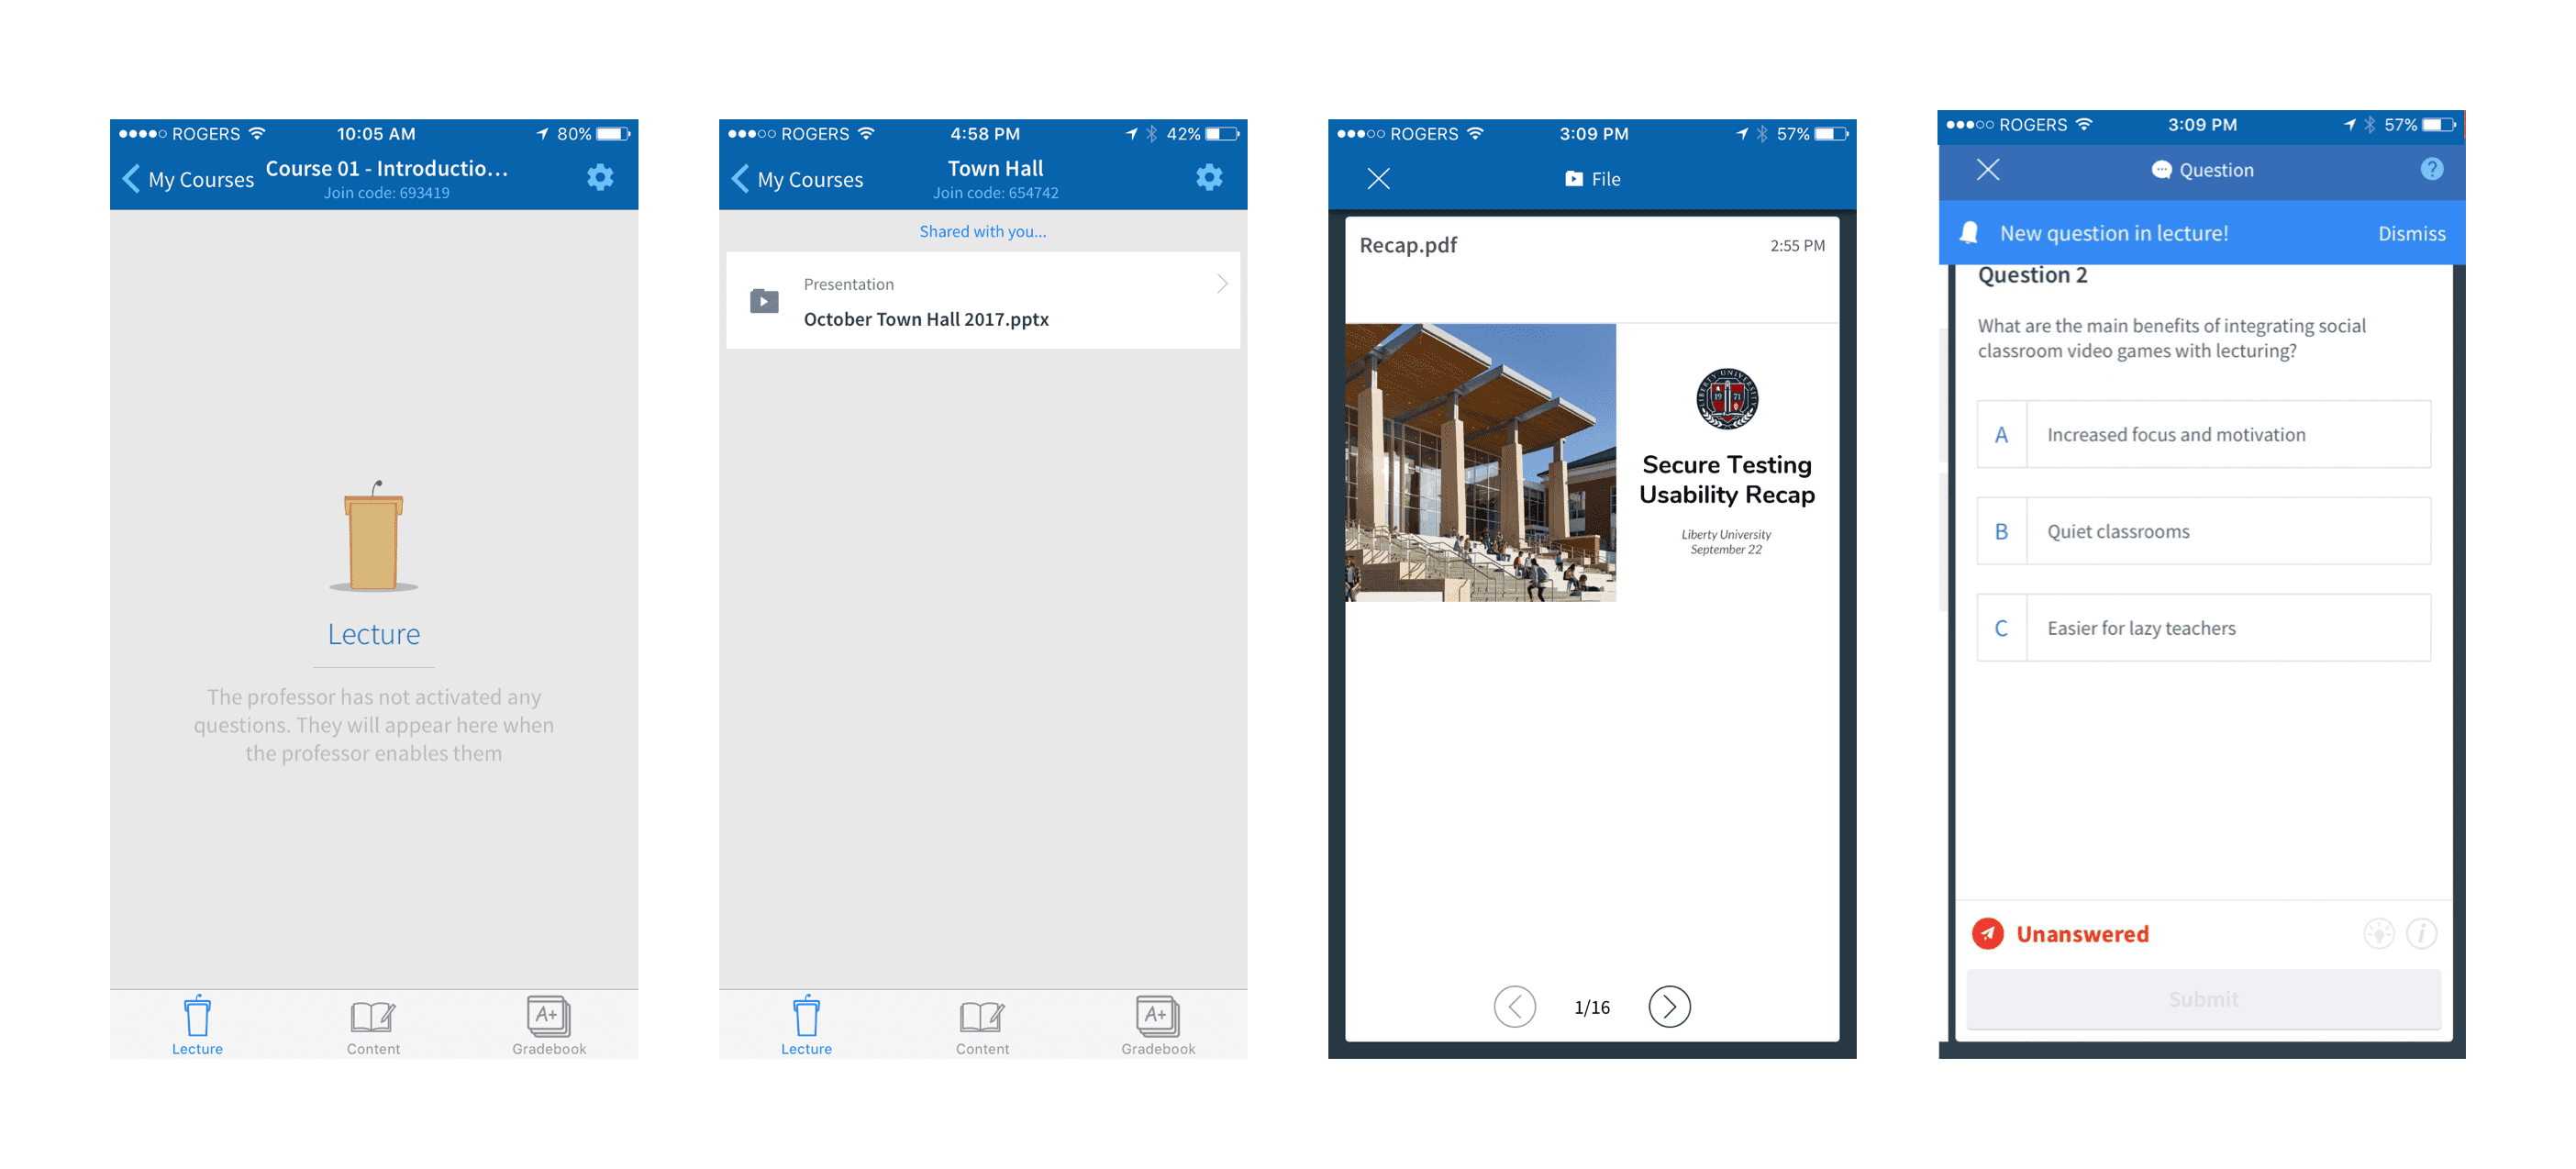 ROGERS 10:05 AM 80%
My Courses
Course 01 - Introductio...
Join code: 693419
Lecture
The professor has not activated any
questions. They will appear here when
the professor enables them
Lecture Content A+ Gradebook
ROGERS 4:58 PM 42%
My Courses
Town Hall
Join code: 654742
Shared with you...
Presentation
October Town Hall 2017.pptx
Lecture Content A+ Gradebook
ROGERS 3:09 PM 57%
File
Recap.pdf 2:55 PM
LIBERTY UNIVERSITY
19 71
Secure Testing
Usability Recap
Liberty University
September 22
1/16
ROGERS 3:09 PM 57%
Question ?
New question in lecture! Dismiss
Question 2
What are the main benefits of integrating social
classroom video games with lecturing?
A Increased focus and motivation
B Quiet classrooms
C Easier for lazy teachers
Unanswered i
Submit